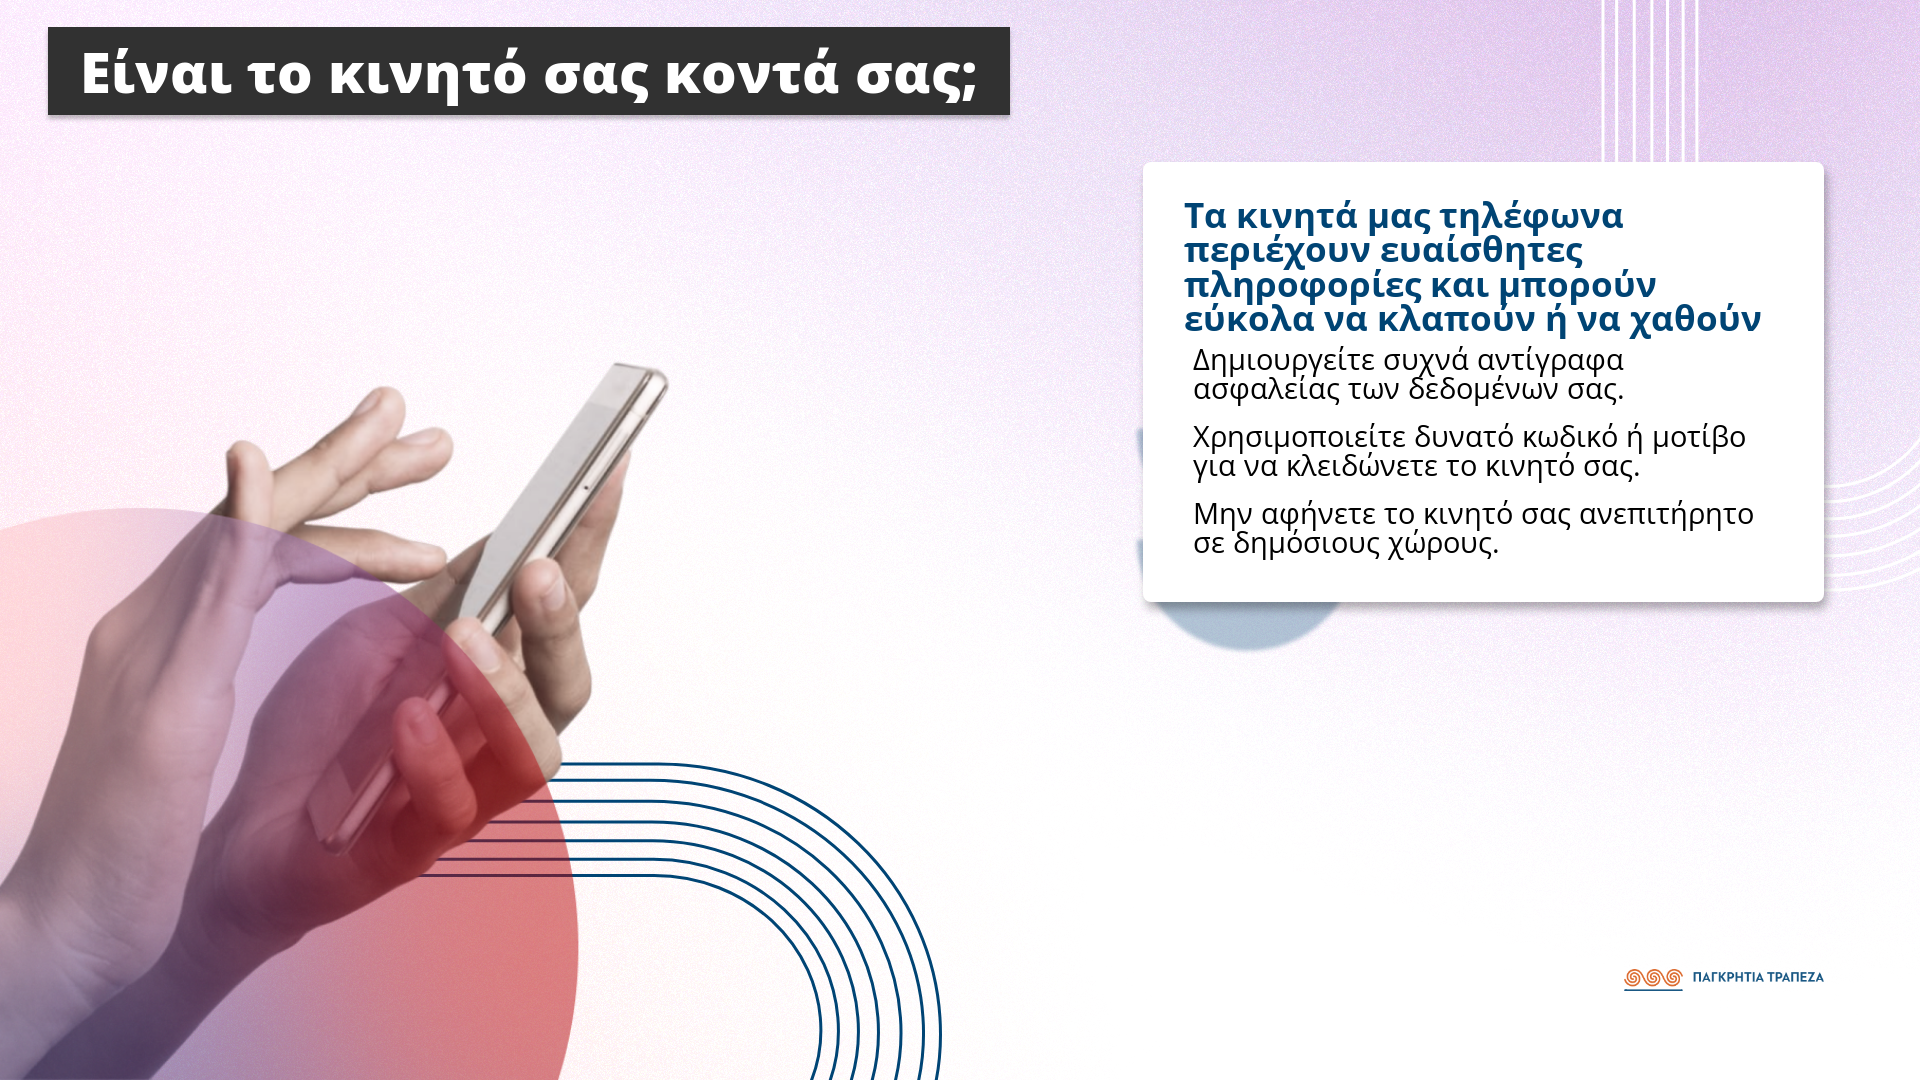 Είναι το κινητό σας κοντά σας;
Τα κινητά μας τηλέφωνα
περιέχουν ευαίσθητες
πληροφορίες και μπορούν
εύκολα να κλαπούν ή να χαθούν
Δημιουργείτε συχνά αντίγραφα
ασφαλείας των δεδομένων σας.
Χρησιμοποιείτε δυνατό κωδικό ή μοτίβο
για να κλειδώνετε το κινητό σας.
Μην αφήνετε το κινητό σας ανεπιτήρητο
σε δημόσιους χώρους.
ΠΑΓΚΡΗΤΙΑ ΤΡΑΠΕΖΑ